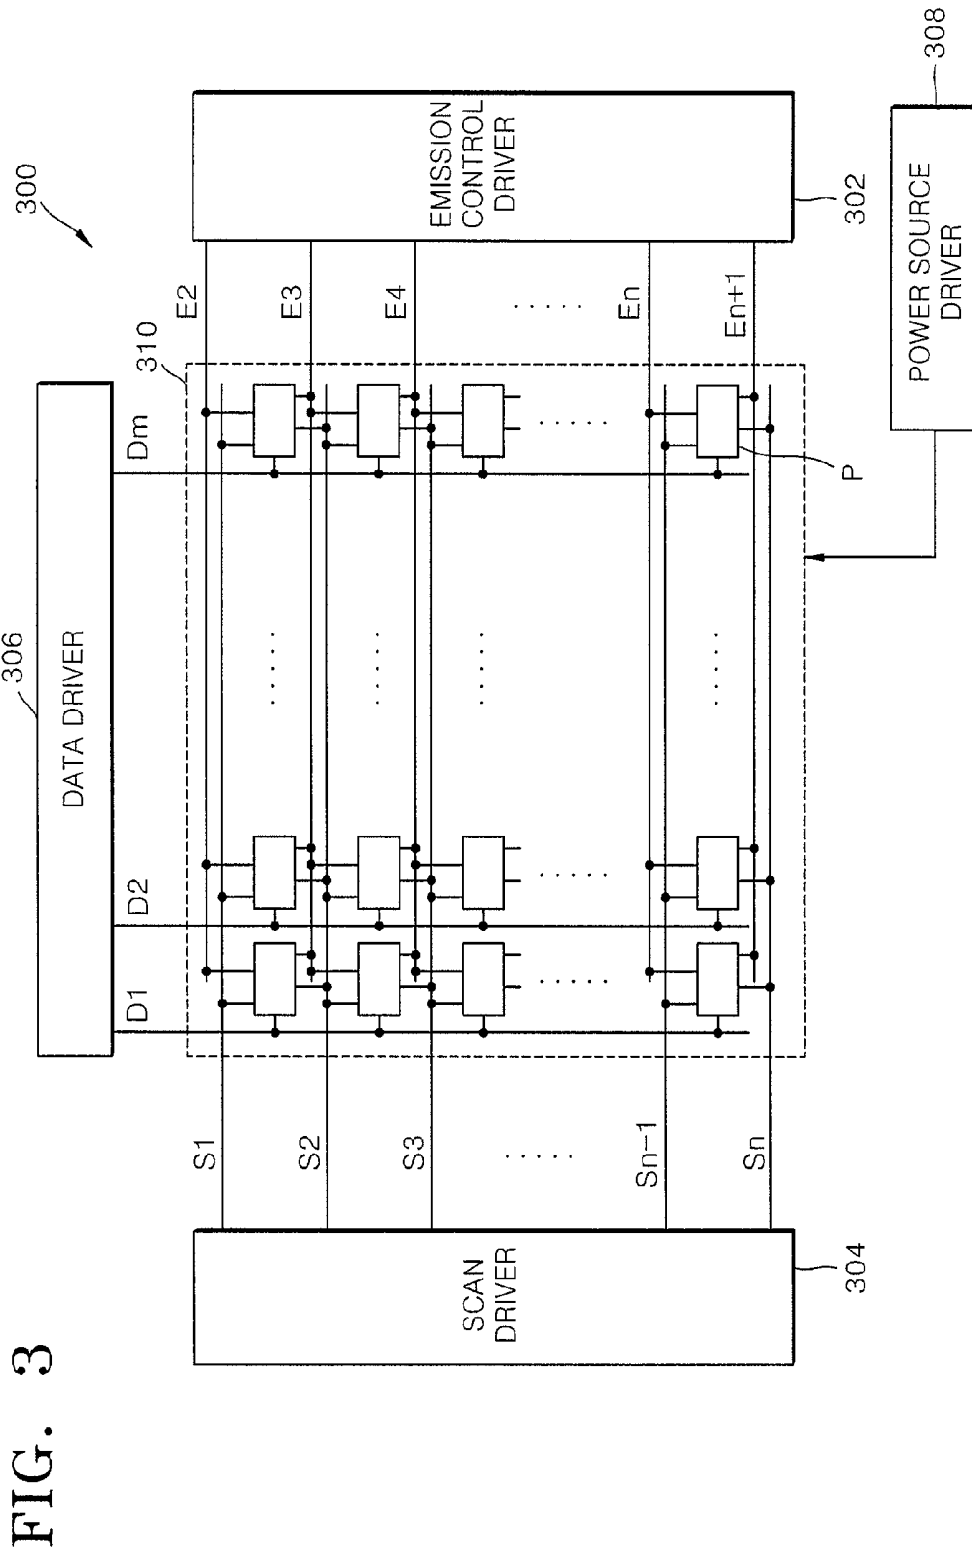 FIG. 3
300
306
DATA DRIVER
D1
D2
Dm
310
S1
S2
S3
.....
Sn-1
Sn
SCAN
DRIVER
304
E2
E3
E4
.....
En
En+1
EMISSION
CONTROL
DRIVER
302
P
POWER SOURCE
DRIVER
308